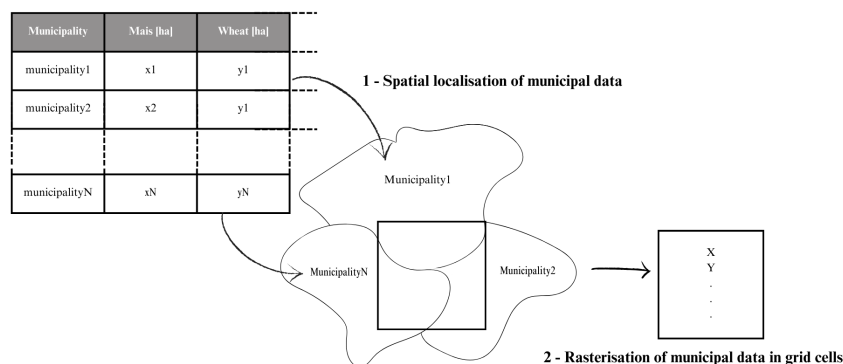 Municipality Mais [ha] Wheat [ha]
municipality1 x1 y1
municipality2 x2 y1
municipalityN xN yN
1 - Spatial localisation of municipal data
Municipality1
MunicipalityN
Municipality2
X
Y
.
.
.
2 - Rasterisation of municipal data in grid cells